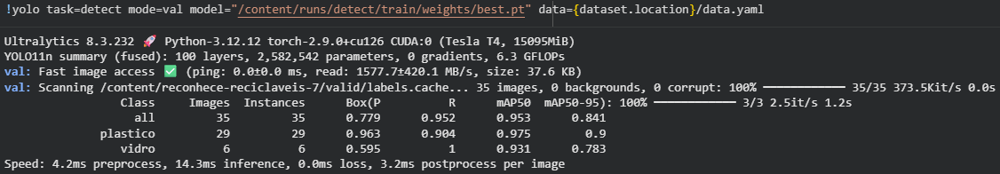 !yolo task=detect mode=val model="/content/runs/detect/train/weights/best.pt" data={dataset.location}/data.yaml
Ultralytics 8.3.232 🚀 Python-3.12.12 torch-2.9.0+cu126 CUDA:0 (Tesla T4, 15095MiB)
YOLO11n summary (fused): 100 layers, 2,582,542 parameters, 0 gradients, 6.3 GFLOPs
val: Fast image access ✅ (ping: 0.0±0.0 ms, read: 1577.7±420.1 MB/s, size: 37.6 KB)
val: Scanning /content/reconhece-reciclaveis-7/valid/labels.cache... 35 images, 0 backgrounds, 0 corrupt: 100% ━━━━━━━━━━━━ 35/35 373.5Kit/s 0.0s
Class Images Instances Box(P R mAP50 mAP50-95): 100% ━━━━━━━━━━━━ 3/3 2.5it/s 1.2s
all 35 35 0.779 0.952 0.953 0.841
plastico 29 29 0.963 0.904 0.975 0.9
vidro 6 6 0.595 1 0.931 0.783
Speed: 4.2ms preprocess, 14.3ms inference, 0.0ms loss, 3.2ms postprocess per image